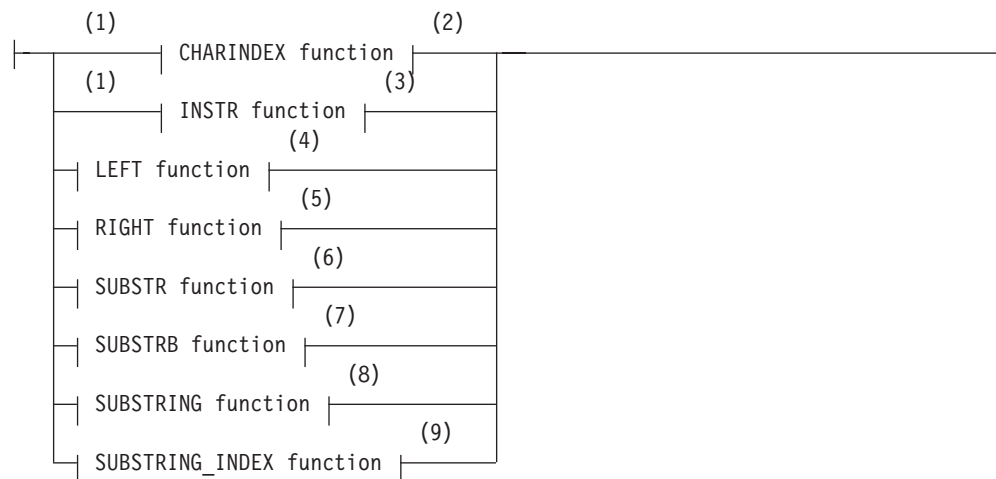 (1) (2)
CHARINDEX function
(1) (3)
INSTR function
(4)
LEFT function
(5)
RIGHT function
(6)
SUBSTR function
(7)
SUBSTRB function
(8)
SUBSTRING function
(9)
SUBSTRING_INDEX function